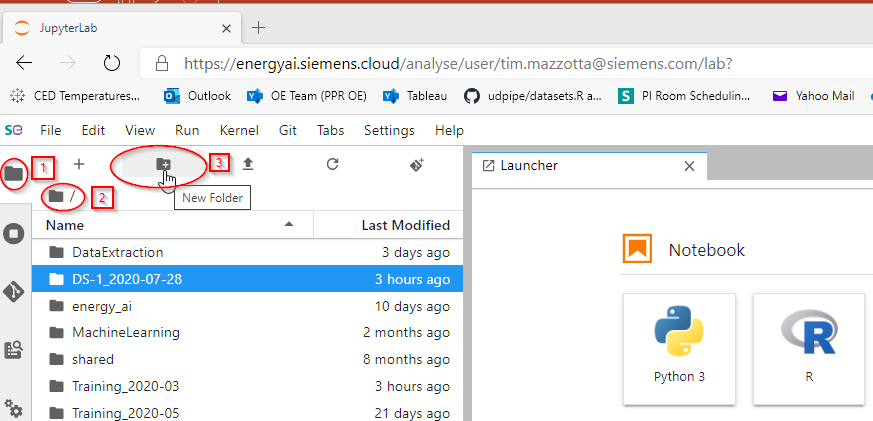 JupyterLab
https://energyai.siemens.cloud/analyse/user/tim.mazzotta@siemens.com/lab?
CED Temperatures... Outlook OE Team (PPR OE) Tableau udpipe/datasets.R a... PI Room Schedulin... Yahoo Mail
se File Edit View Run Kernel Git Tabs Settings Help
1 3 Launcher
/ 2 New Folder
Name Last Modified
DataExtraction 3 days ago
Notebook
DS-1_2020-07-28 3 hours ago
energy_ai 10 days ago
MachineLearning 2 months ago
shared 8 months ago
Python 3 R
Training_2020-03 3 hours ago
Training_2020-05 21 days ago